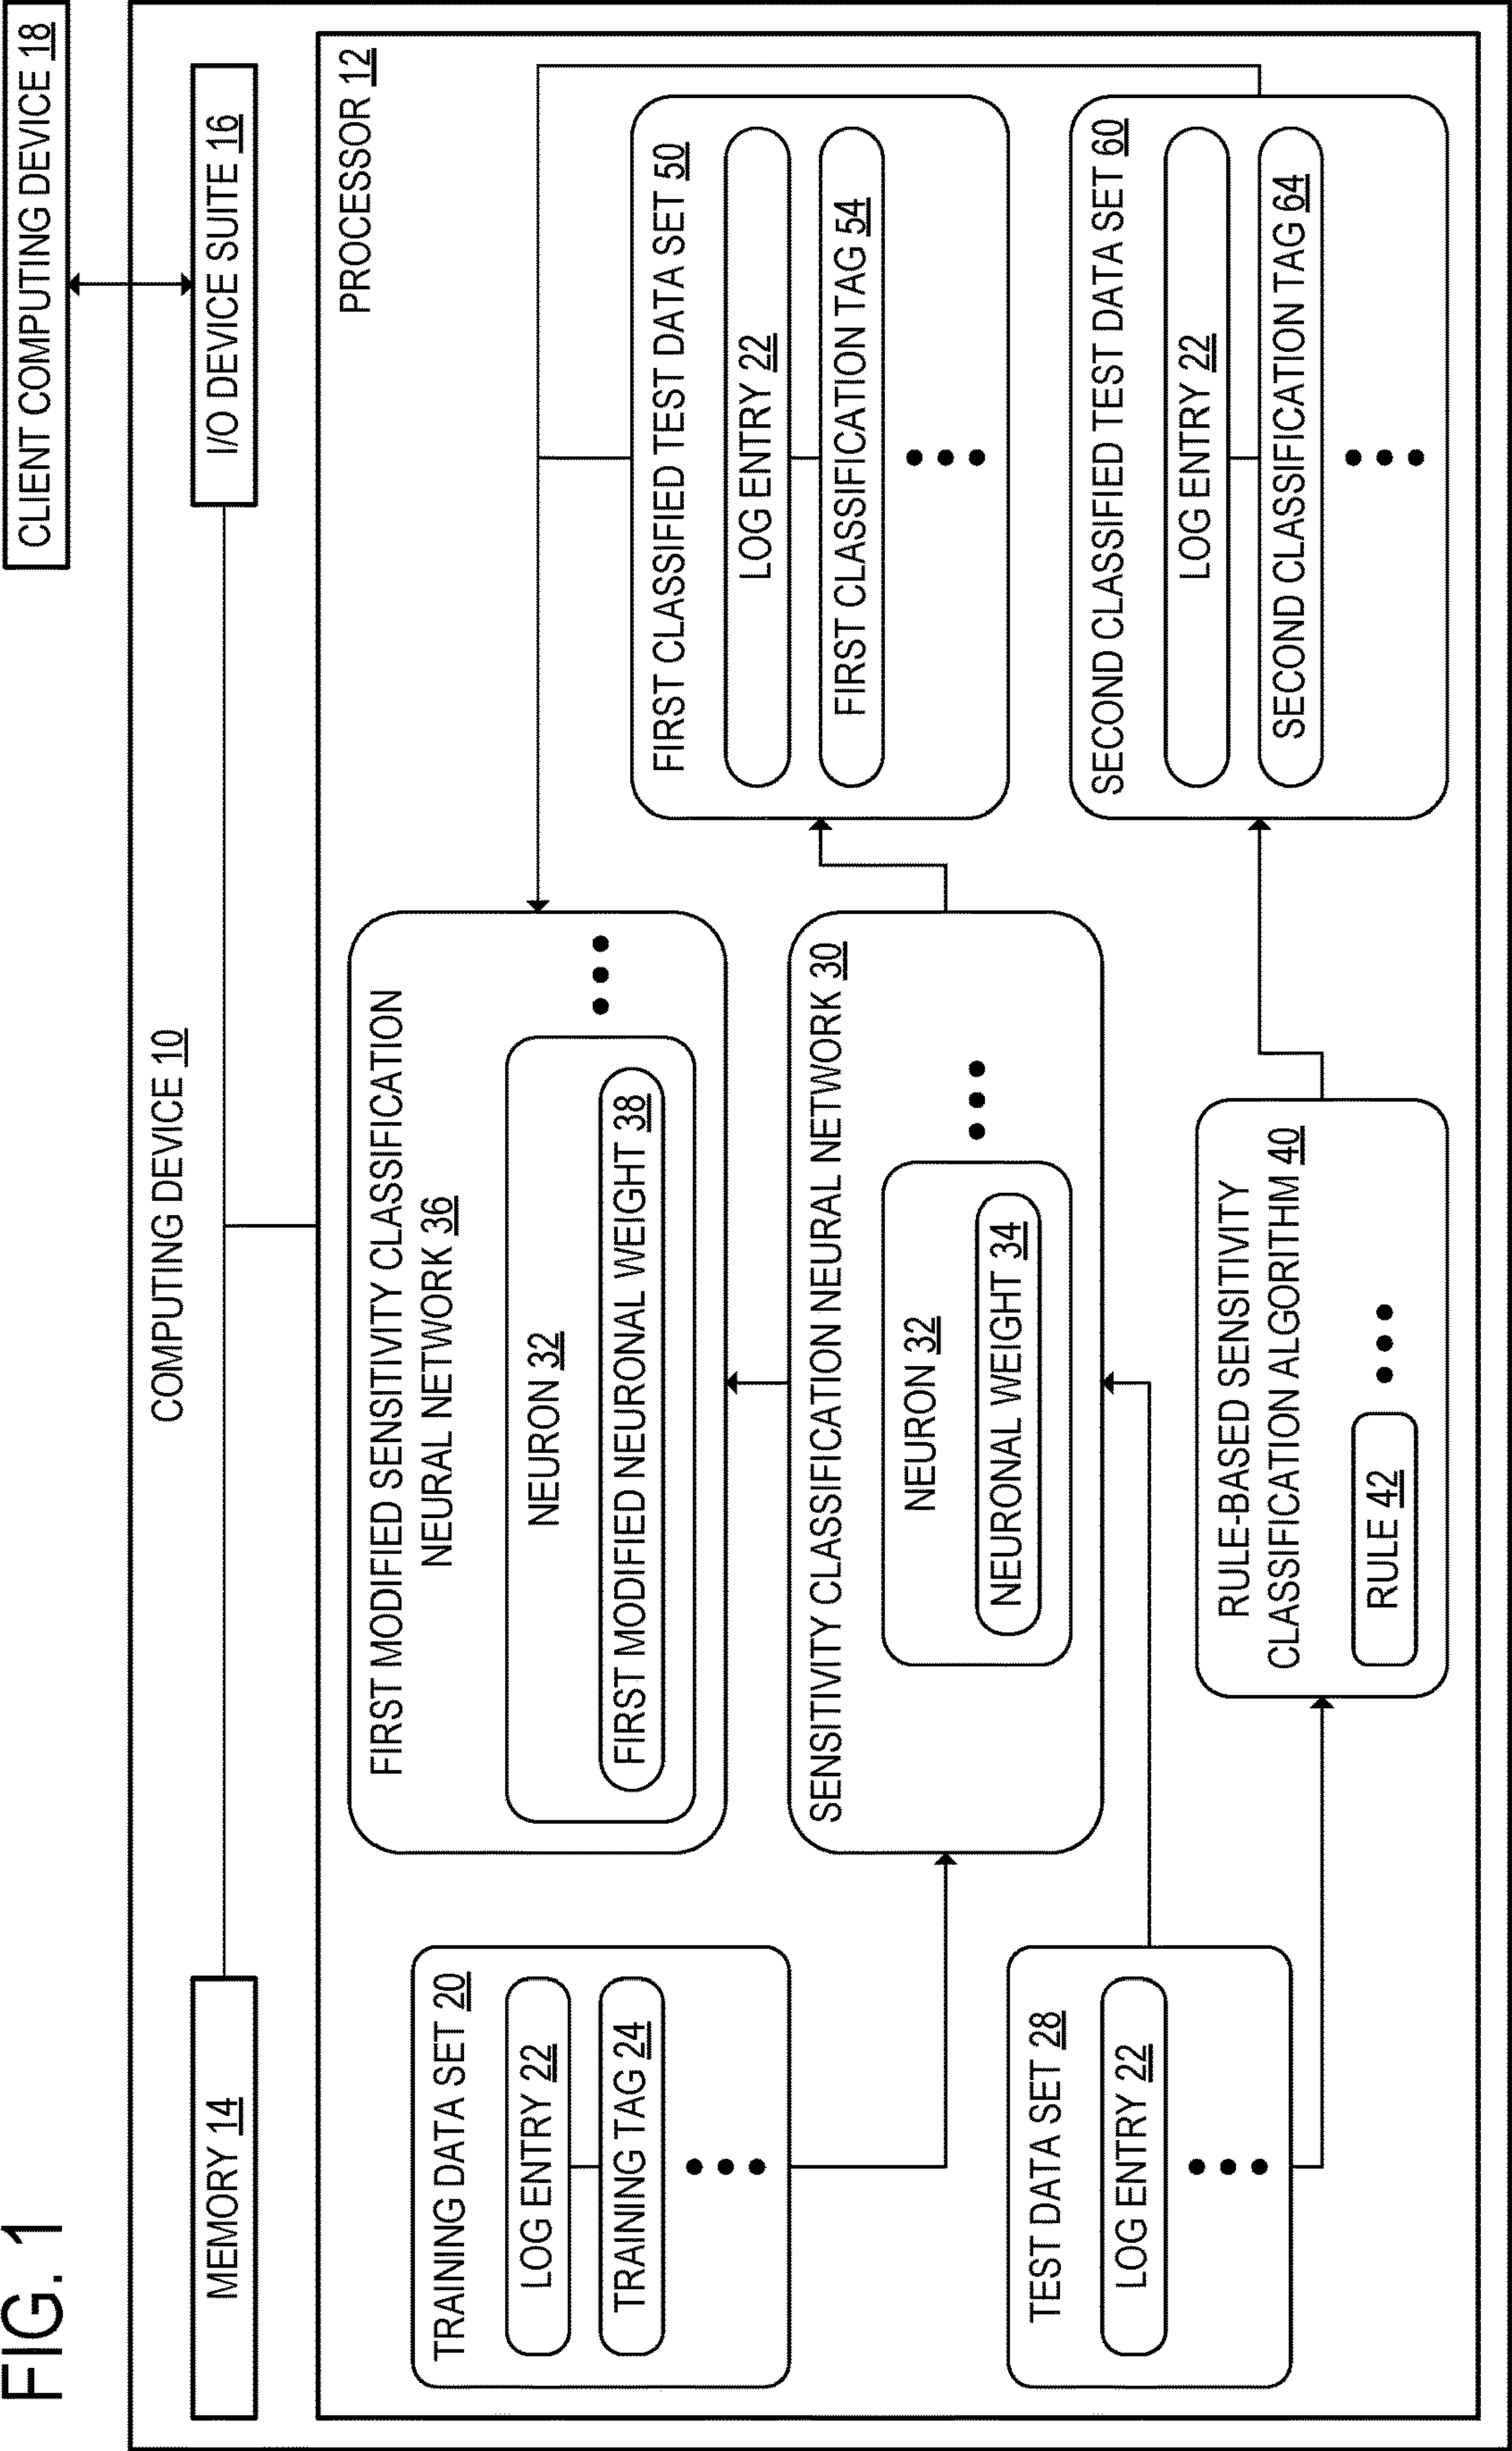 FIG. 1
CLIENT COMPUTING DEVICE 18
COMPUTING DEVICE 10
MEMORY 14
I/O DEVICE SUITE 16
PROCESSOR 12
TRAINING DATA SET 20
LOG ENTRY 22
TRAINING TAG 24
FIRST MODIFIED SENSITIVITY CLASSIFICATION
NEURAL NETWORK 36
NEURON 32
FIRST MODIFIED NEURONAL WEIGHT 38
FIRST CLASSIFIED TEST DATA SET 50
LOG ENTRY 22
FIRST CLASSIFICATION TAG 54
SENSITIVITY CLASSIFICATION NEURAL NETWORK 30
NEURON 32
NEURONAL WEIGHT 34
TEST DATA SET 28
LOG ENTRY 22
RULE-BASED SENSITIVITY
CLASSIFICATION ALGORITHM 40
RULE 42
SECOND CLASSIFIED TEST DATA SET 60
LOG ENTRY 22
SECOND CLASSIFICATION TAG 64